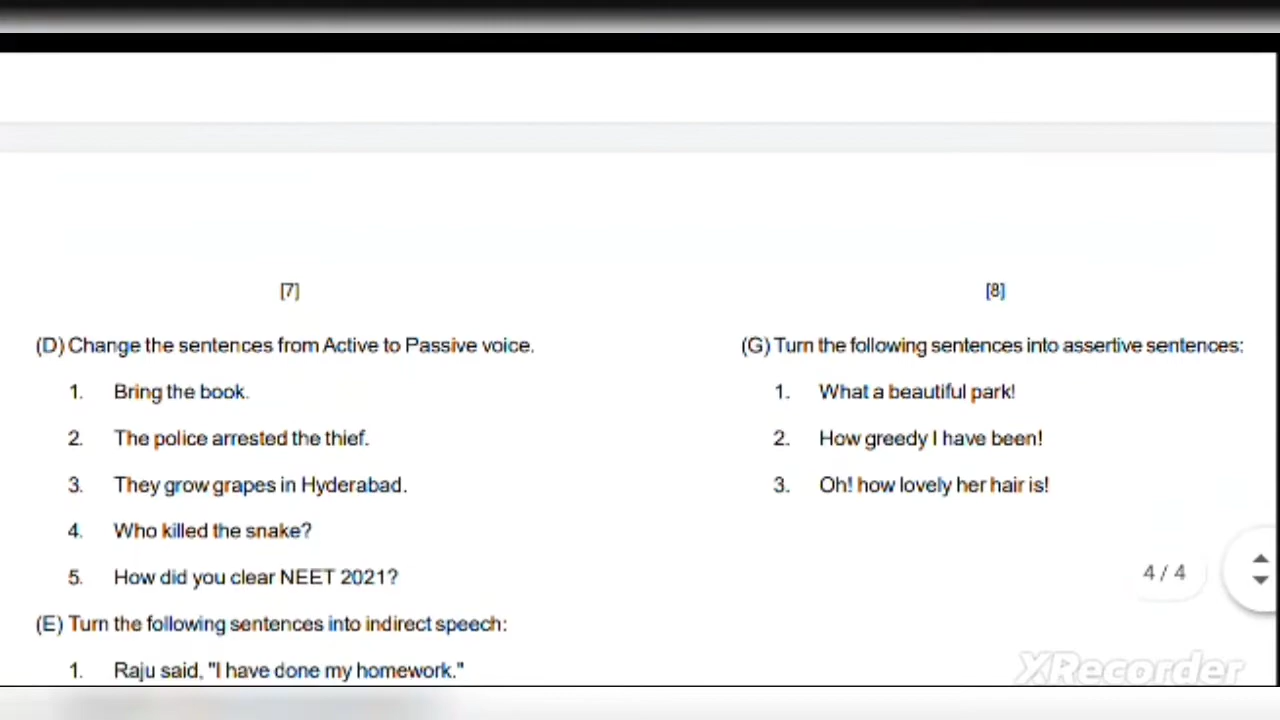 [7]
(D) Change the sentences from Active to Passive voice.
1. Bring the book.
2. The police arrested the thief.
3. They grow grapes in Hyderabad.
4. Who killed the snake?
5. How did you clear NEET 2021?
(E) Turn the following sentences into indirect speech:
1. Raju said, "I have done my homework."
[8]
(G) Turn the following sentences into assertive sentences:
1. What a beautiful park!
2. How greedy I have been!
3. Oh! how lovely her hair is!
4 / 4
XRecorder